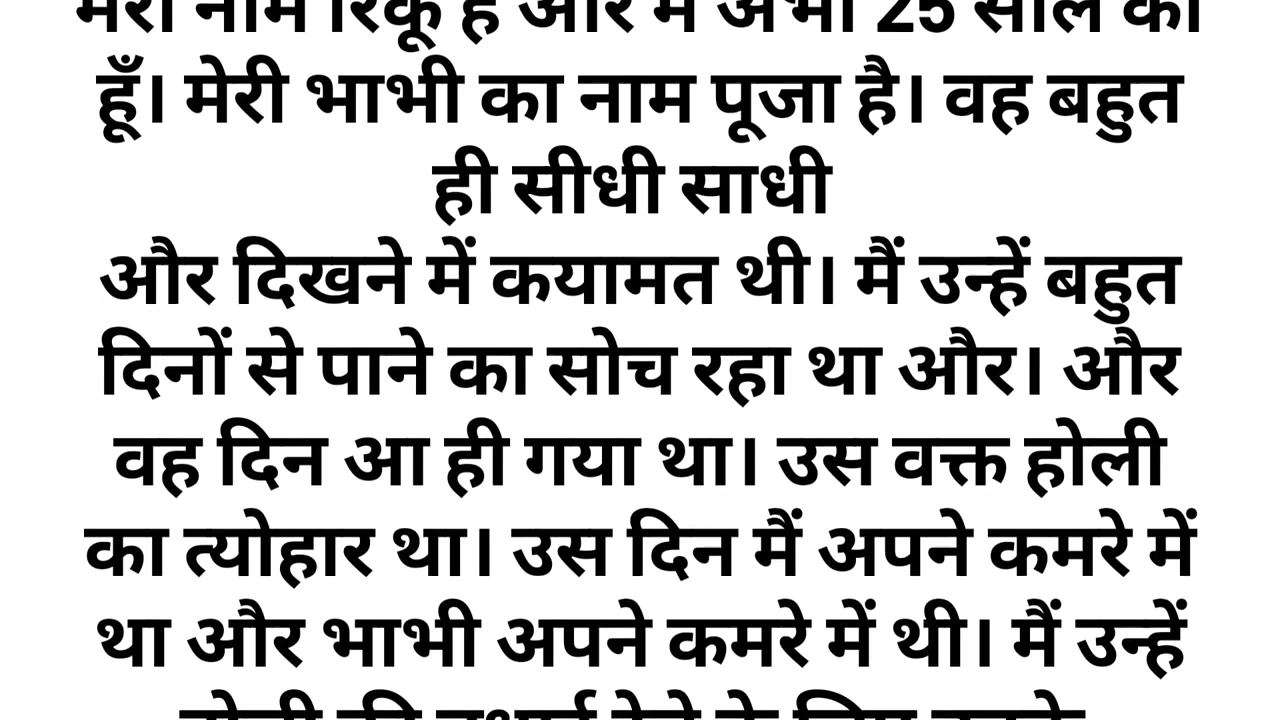 मेरा नाम रिंकू है और मैं अभी 25 साल का
हूँ। मेरी भाभी का नाम पूजा है। वह बहुत
ही सीधी साधी
और दिखने में कयामत थी। मैं उन्हें बहुत
दिनों से पाने का सोच रहा था और। और
वह दिन आ ही गया था। उस वक्त होली
का त्योहार था। उस दिन मैं अपने कमरे में
था और भाभी अपने कमरे में थी। मैं उन्हें